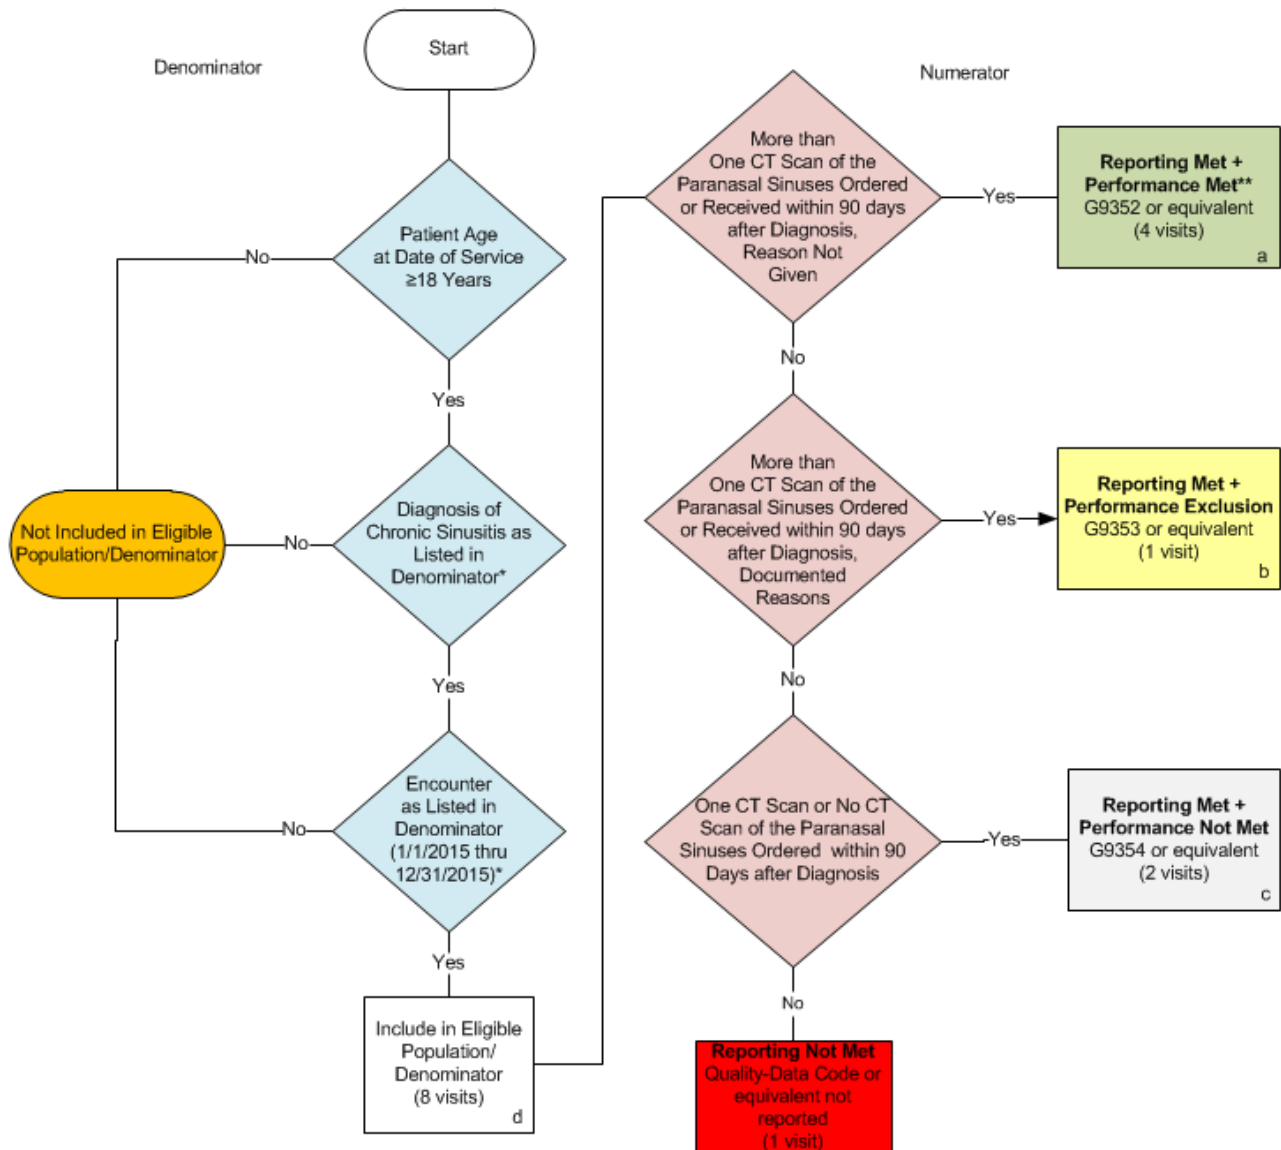 Denominator
Start
Numerator
Patient Age
at Date of Service
≥18 Years
No
Yes
Diagnosis of
Chronic Sinusitis as
Listed in
Denominator*
No
Not Included in Eligible
Population/Denominator
Yes
Encounter
as Listed in
Denominator
(1/1/2015 thru
12/31/2015)*
No
Yes
Include in Eligible
Population/
Denominator
(8 visits)
d
More than
One CT Scan of the
Paranasal Sinuses Ordered
or Received within 90 days
after Diagnosis,
Reason Not
Given
Yes
Reporting Met +
Performance Met**
G9352 or equivalent
(4 visits)
a
No
More than
One CT Scan of the
Paranasal Sinuses Ordered
or Received within 90 days
after Diagnosis,
Documented
Reasons
Yes
Reporting Met +
Performance Exclusion
G9353 or equivalent
(1 visit)
b
No
One CT Scan or No CT
Scan of the Paranasal
Sinuses Ordered within 90
Days after Diagnosis
Yes
Reporting Met +
Performance Not Met
G9354 or equivalent
(2 visits)
c
No
Reporting Not Met
Quality-Data Code or
equivalent not
reported
(1 visit)